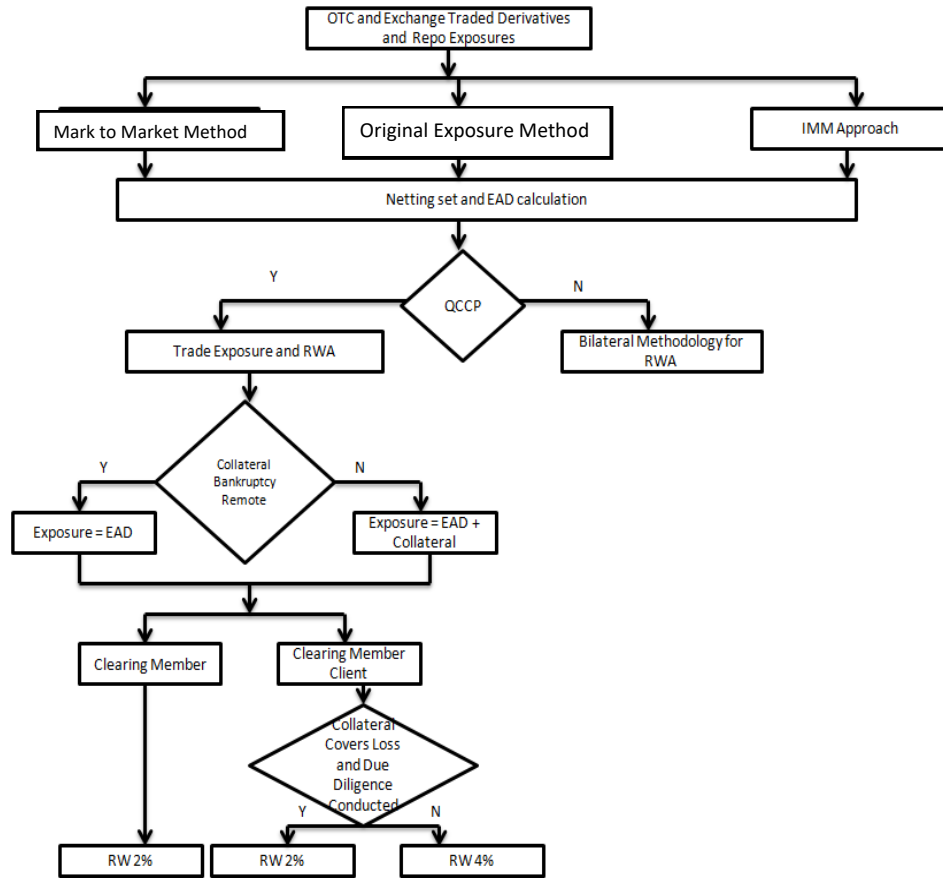 OTC and Exchange Traded Derivatives
and Repo Exposures
Mark to Market Method
Original Exposure Method
IMM Approach
Netting set and EAD calculation
Y
QCCP
N
Trade Exposure and RWA
Bilateral Methodology for
RWA
Y
Collateral
Bankruptcy
Remote
N
Exposure = EAD
Exposure = EAD +
Collateral
Clearing Member
Clearing Member
Client
Collateral
Covers Loss
and Due
Diligence
Conducted
Y
N
RW 2%
RW 2%
RW 4%